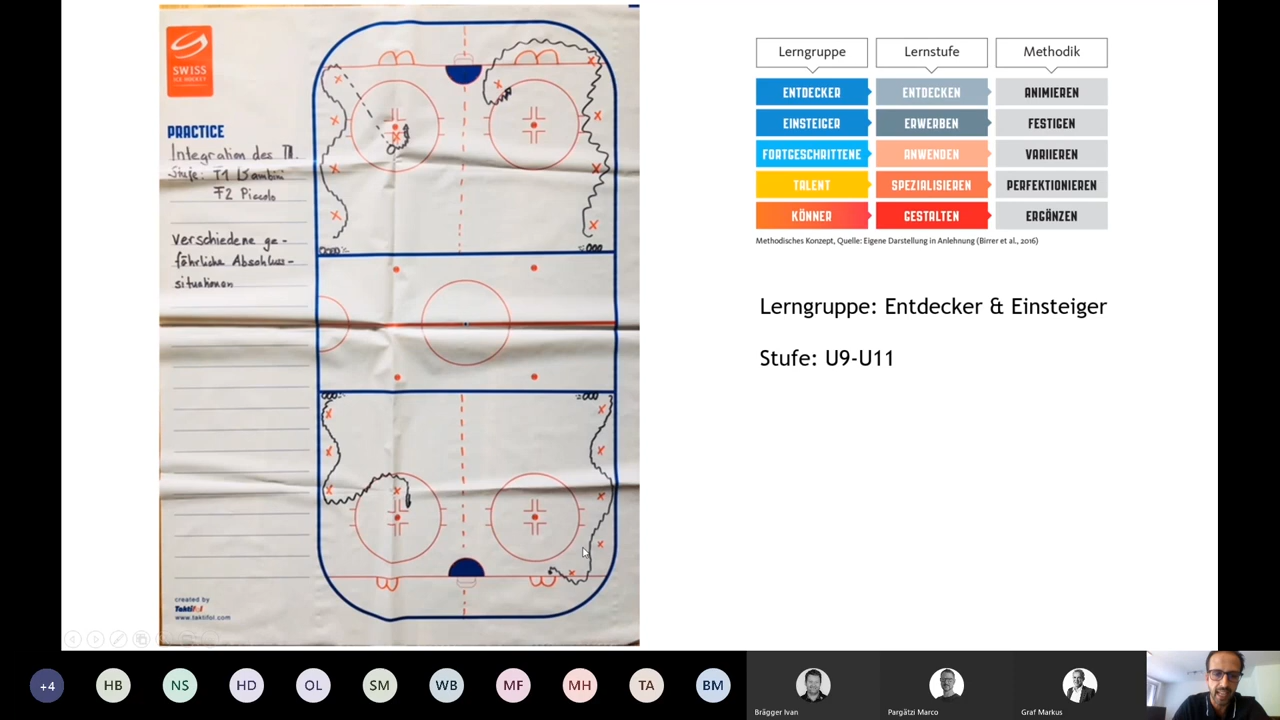 SWISS
ICE HOCKEY
PRACTICE
Integration des TH.
Stufe: F1 Bambini
F2 Piccolo
Verschiedene ge-
fährliche Abschluss-
situationen
created by
Taktifol
www.taktifol.com
Lerngruppe Lernstufe Methodik
ENTDECKER ENTDECKEN ANIMIEREN
EINSTEIGER ERWERBEN FESTIGEN
FORTGESCHRITTENE ANWENDEN VARIIEREN
TALENT SPEZIALISIEREN PERFEKTIONIEREN
KÖNNER GESTALTEN ERGÄNZEN
Methodisches Konzept, Quelle: Eigene Darstellung in Anlehnung (Birrer et al., 2016)
Lerngruppe: Entdecker & Einsteiger
Stufe: U9-U11
+4 HB NS HD OL SM WB MF MH TA BM
Brägger Ivan Pargätzi Marco Graf Markus